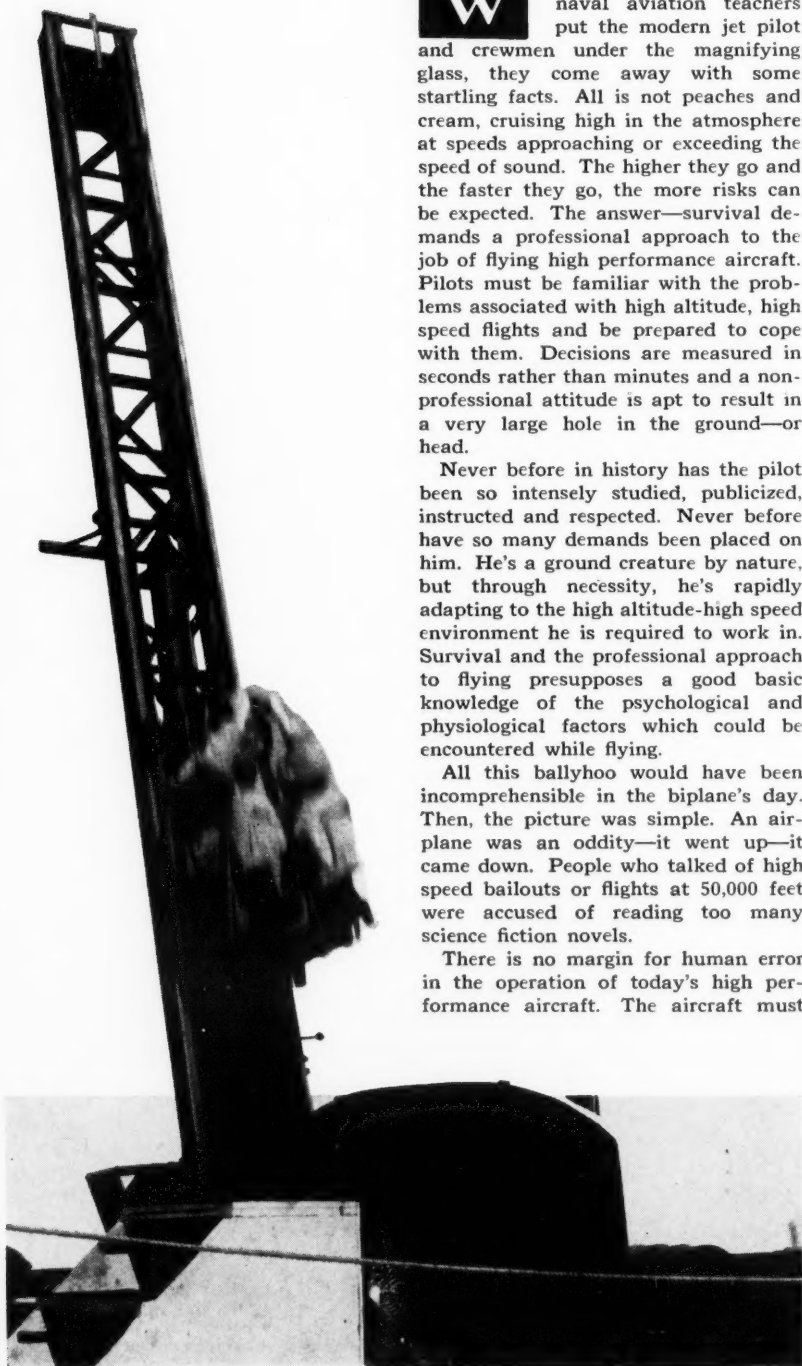 W
naval aviation teachers
put the modern jet pilot
and crewmen under the magnifying
glass, they come away with some
startling facts. All is not peaches and
cream, cruising high in the atmosphere
at speeds approaching or exceeding the
speed of sound. The higher they go and
the faster they go, the more risks can
be expected. The answer—survival de-
mands a professional approach to the
job of flying high performance aircraft.
Pilots must be familiar with the prob-
lems associated with high altitude, high
speed flights and be prepared to cope
with them. Decisions are measured in
seconds rather than minutes and a non-
professional attitude is apt to result in
a very large hole in the ground—or
head.
Never before in history has the pilot
been so intensely studied, publicized,
instructed and respected. Never before
have so many demands been placed on
him. He's a ground creature by nature,
but through necessity, he's rapidly
adapting to the high altitude-high speed
environment he is required to work in.
Survival and the professional approach
to flying presupposes a good basic
knowledge of the psychological and
physiological factors which could be
encountered while flying.
All this ballyhoo would have been
incomprehensible in the biplane's day.
Then, the picture was simple. An air-
plane was an oddity—it went up—it
came down. People who talked of high
speed bailouts or flights at 50,000 feet
were accused of reading too many
science fiction novels.
There is no margin for human error
in the operation of today's high per-
formance aircraft. The aircraft must